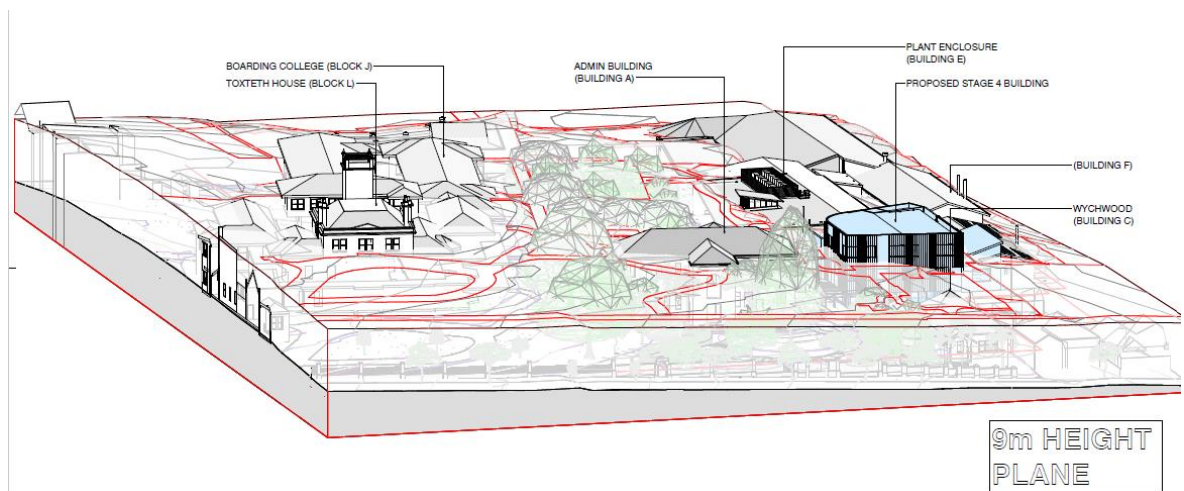 PLANT ENCLOSURE
(BUILDING E)
BOARDING COLLEGE (BLOCK J)
ADMIN BUILDING
(BUILDING A)
TOXTETH HOUSE (BLOCK L)
PROPOSED STAGE 4 BUILDING
(BUILDING F)
WYCHWOOD
(BUILDING C)
9m HEIGHT
PLANE